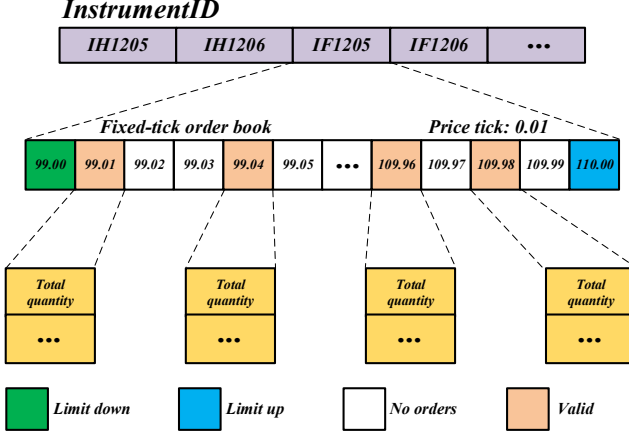 InstrumentID
IH1205 IH1206 IF1205 IF1206 ...
Fixed-tick order book Price tick: 0.01
99.00 99.01 99.02 99.03 99.04 99.05 ... 109.96 109.97 109.98 109.99 110.00
Total quantity Total quantity Total quantity Total quantity
... ... ... ...
Limit down Limit up No orders Valid